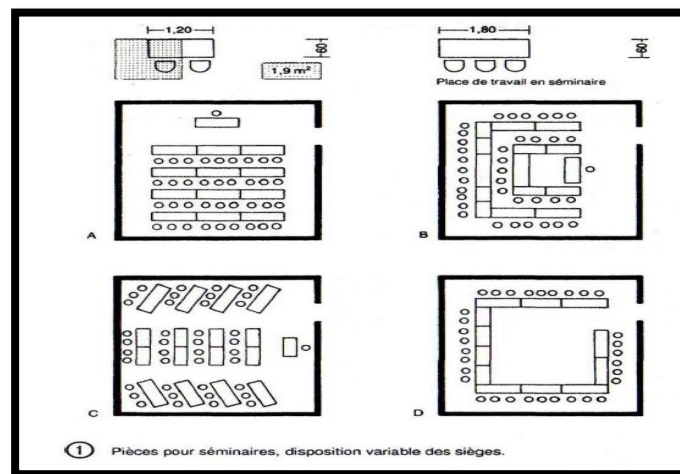 1,20
60
1,9 m²
1,80
60
Place de travail en séminaire
A
B
C
D
1 Pièces pour séminaires, disposition variable des sièges.